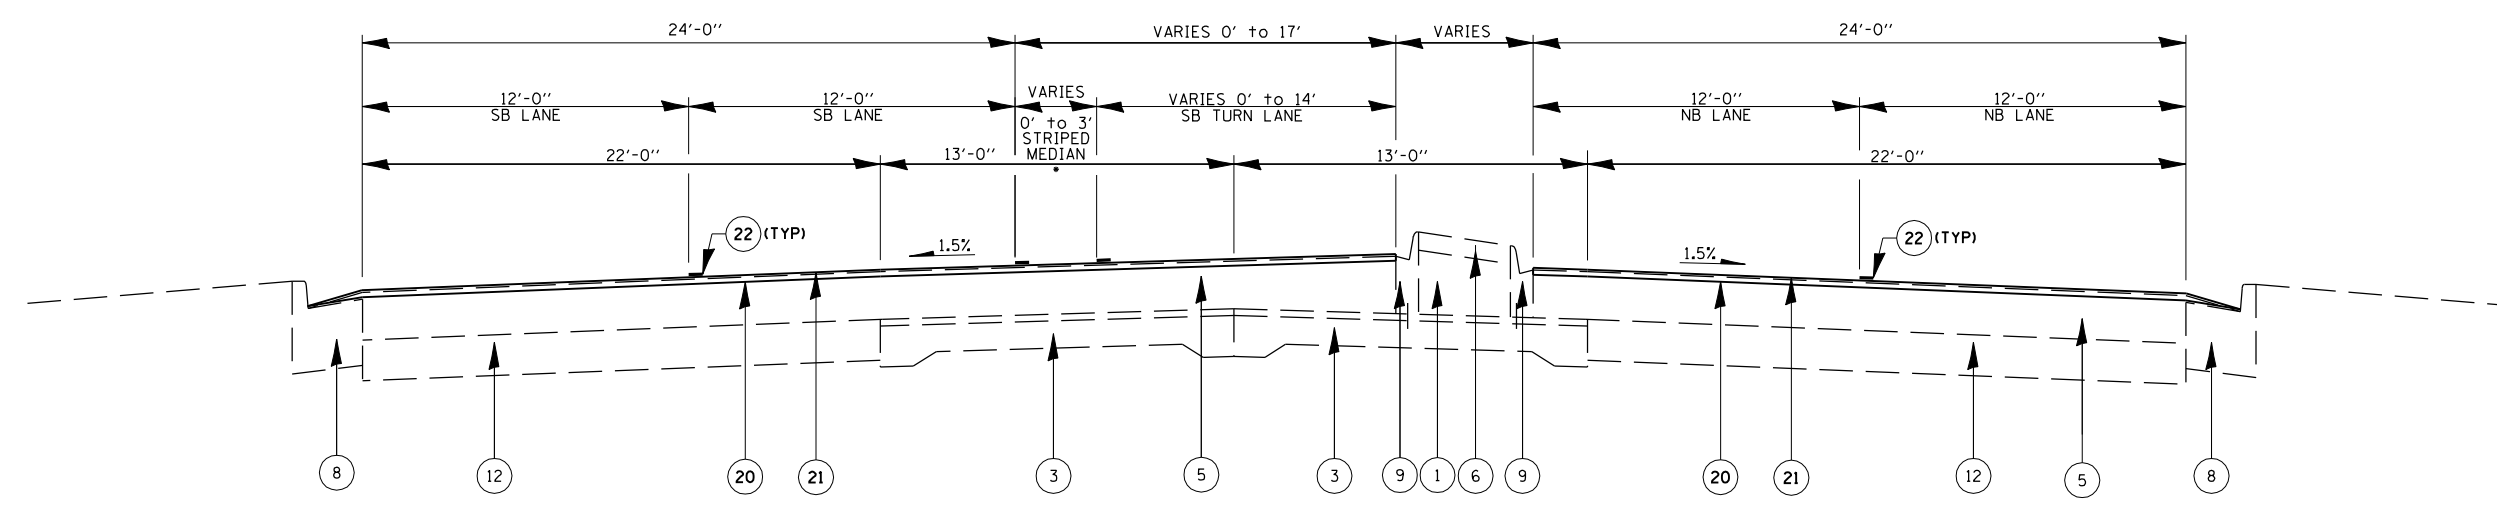 24'-0''
VARIES 0' to 17'
VARIES
24'-0''
12'-0''
SB LANE
12'-0''
SB LANE
VARIES
0' to 3'
STRIPED
MEDIAN
*
VARIES 0' to 14'
SB TURN LANE
12'-0''
NB LANE
12'-0''
NB LANE
22'-0''
13'-0''
13'-0''
22'-0''
22 (TYP)
1.5%
1.5%
22 (TYP)
8
12
20
21
3
5
3
9
1
6
9
20
21
12
5
8